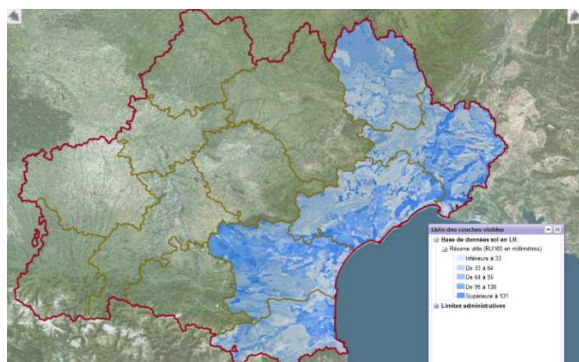 Liste des couches visibles
Base de données sol en LR
Réserve utile (RU100 en millimètres)
Inférieure à 33
De 33 à 64
De 64 à 95
De 95 à 130
Supérieure à 131
Limites administratives